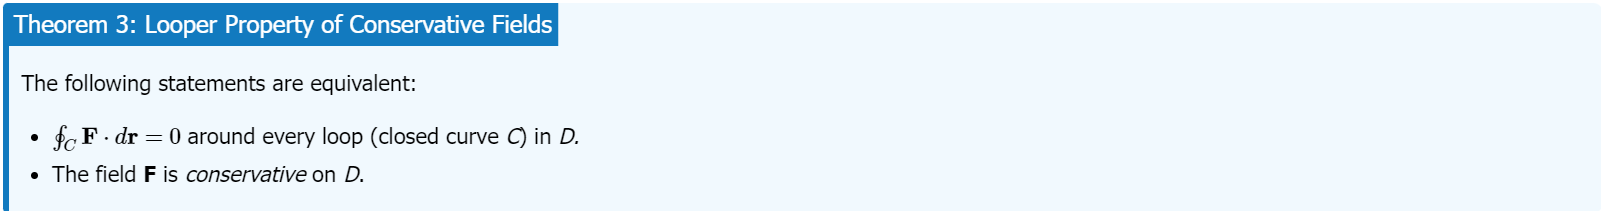 Theorem 3: Looper Property of Conservative Fields
The following statements are equivalent:
• ∮_C F · dr = 0 around every loop (closed curve C) in D.
• The field F is conservative on D.